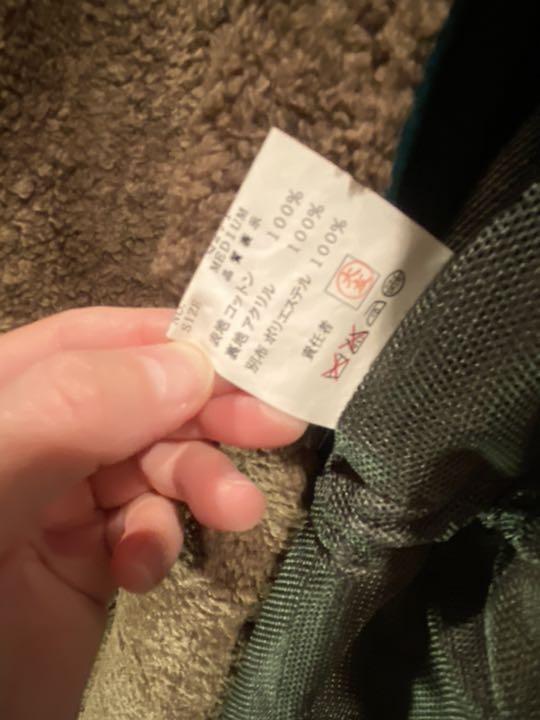 SIZE MEDIUM
品質表示
表地 コットン 100%
裏地 アクリル 100%
別布 ポリエステル 100%
責任者